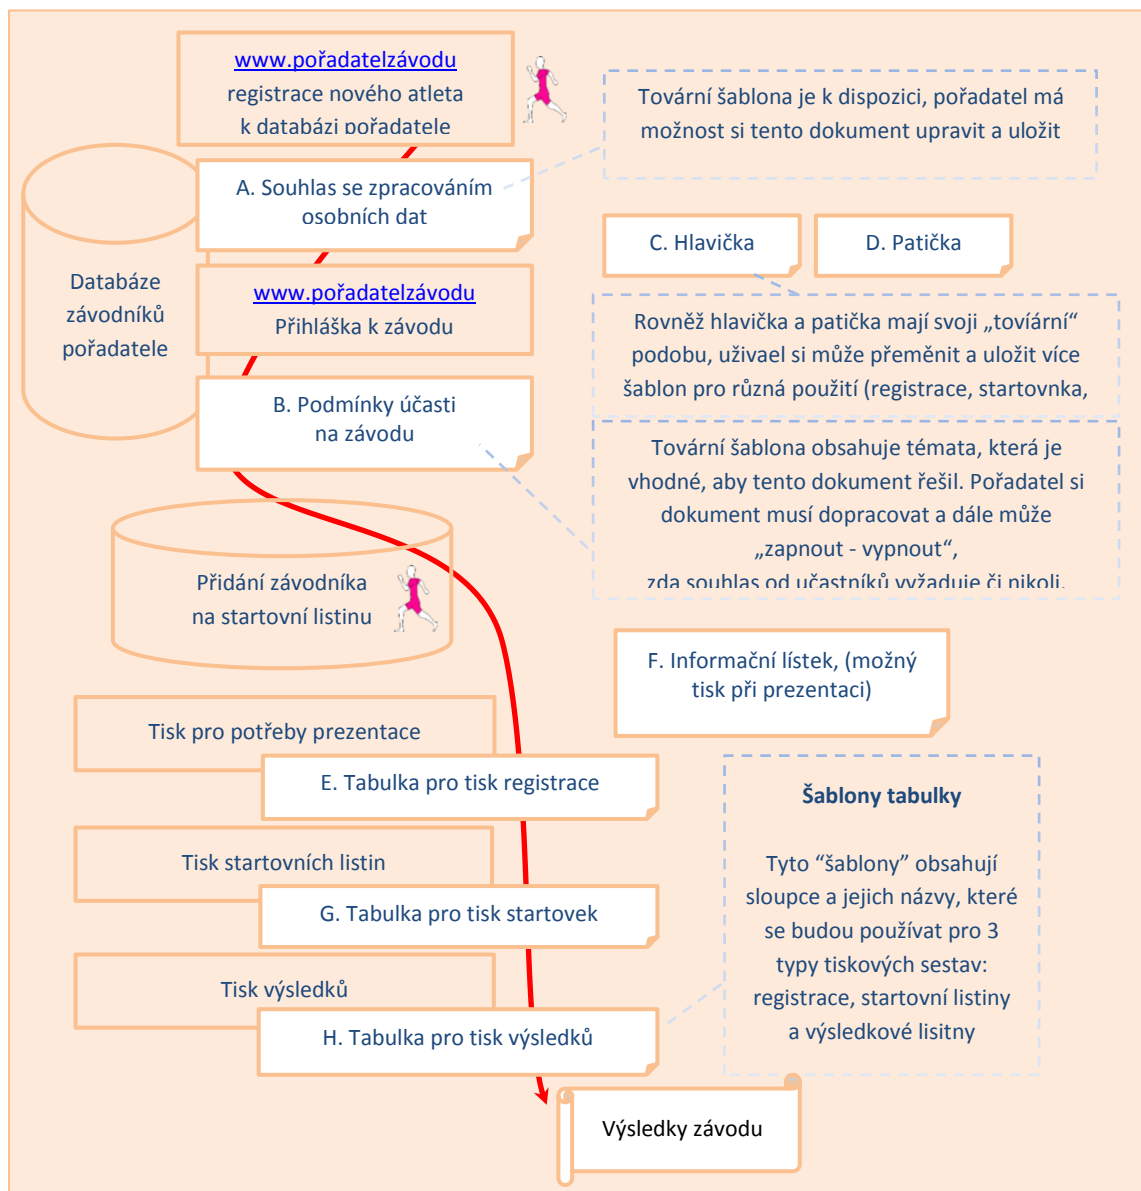 www.pořadatelzávodu
registrace nového atleta
k databázi pořadatele
Tovární šablona je k dispozici, pořadatel má
možnost si tento dokument upravit a uložit
A. Souhlas se zpracováním
osobních dat
C. Hlavička
D. Patička
Databáze
závodníků
pořadatele
www.pořadatelzávodu
Přihláška k závodu
Rovněž hlavička a patička mají svoji „tovíární“
podobu, uživael si může přeměnit a uložit více
šablon pro různá použití (registrace, startovnka,
B. Podmínky účasti
na závodu
Tovární šablona obsahuje témata, která je
vhodné, aby tento dokument řešil. Pořadatel si
dokument musí dopracovat a dále může
„zapnout - vypnout“,
zda souhlas od učastníků vyžaduje či nikoli.
Přidání závodníka
na startovní listinu
F. Informační lístek, (možný
tisk při prezentaci)
Tisk pro potřeby prezentace
E. Tabulka pro tisk registrace
Tisk startovních listin
G. Tabulka pro tisk startovek
Tisk výsledků
H. Tabulka pro tisk výsledků
Šablony tabulky
Tyto “šablony” obsahují
sloupce a jejich názvy, které
se budou používat pro 3
typy tiskových sestav:
registrace, startovní listiny
a výsledkové lisitny
Výsledky závodu